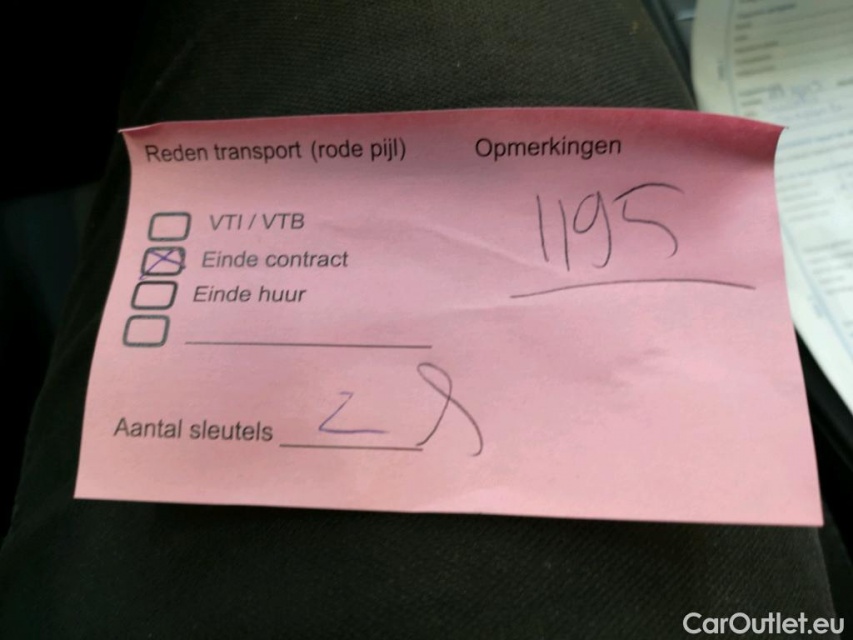 Reden transport (rode pijl)
Opmerkingen
VTI / VTB
Einde contract
Einde huur
1195
Aantal sleutels 2
CarOutlet.eu